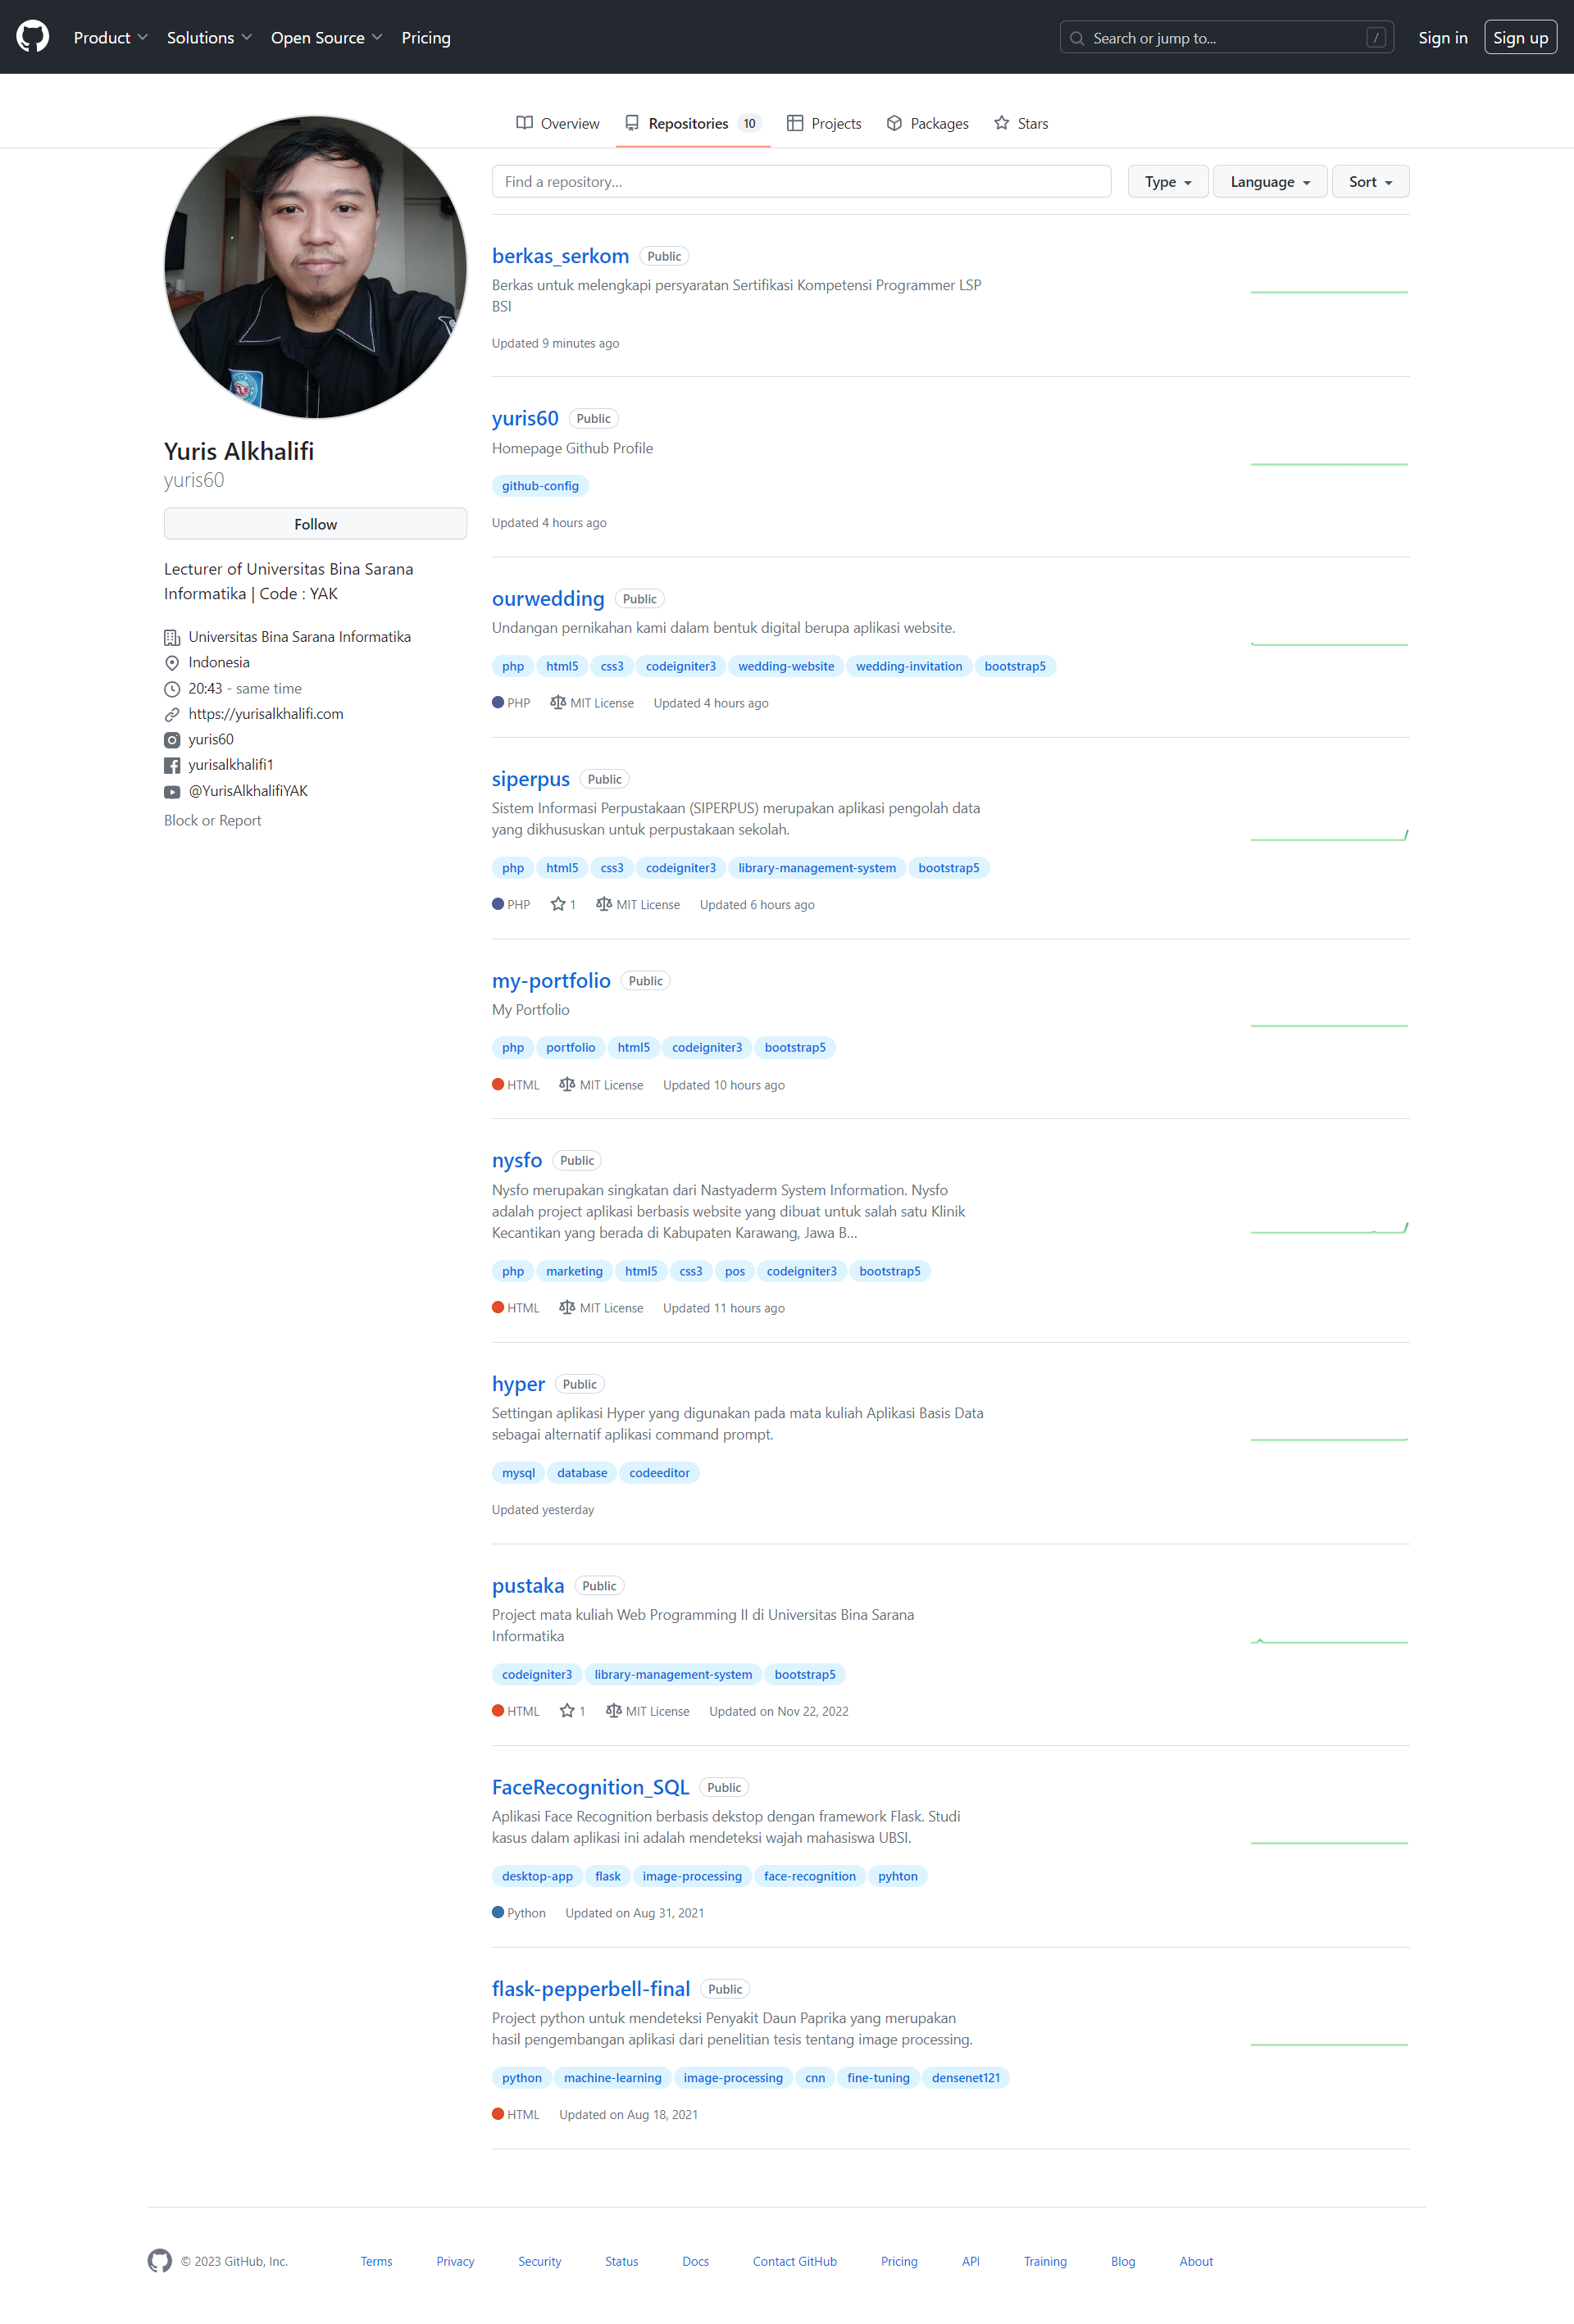 Product Solutions Open Source Pricing Search or jump to... / Sign in Sign up
Overview Repositories 10 Projects Packages Stars
Find a repository… Type Language Sort
Yuris Alkhalifi
yuris60
Follow
Lecturer of Universitas Bina Sarana
Informatika | Code : YAK
Universitas Bina Sarana Informatika
Indonesia
20:43 - same time
https://yurisalkhalifi.com
yuris60
yurisalkhalifi1
@YurisAlkhalifiYAK
Block or Report
berkas_serkom Public
Berkas untuk melengkapi persyaratan Sertifikasi Kompetensi Programmer LSP
BSI
Updated 9 minutes ago
yuris60 Public
Homepage Github Profile
github-config
Updated 4 hours ago
ourwedding Public
Undangan pernikahan kami dalam bentuk digital berupa aplikasi website.
php html5 css3 codeigniter3 wedding-website wedding-invitation bootstrap5
PHP MIT License Updated 4 hours ago
siperpus Public
Sistem Informasi Perpustakaan (SIPERPUS) merupakan aplikasi pengolah data
yang dikhususkan untuk perpustakaan sekolah.
php html5 css3 codeigniter3 library-management-system bootstrap5
PHP 1 MIT License Updated 6 hours ago
my-portfolio Public
My Portfolio
php portfolio html5 codeigniter3 bootstrap5
HTML MIT License Updated 10 hours ago
nysfo Public
Nysfo merupakan singkatan dari Nastyaderm System Information. Nysfo
adalah project aplikasi berbasis website yang dibuat untuk salah satu Klinik
Kecantikan yang berada di Kabupaten Karawang, Jawa B…
php marketing html5 css3 pos codeigniter3 bootstrap5
HTML MIT License Updated 11 hours ago
hyper Public
Settingan aplikasi Hyper yang digunakan pada mata kuliah Aplikasi Basis Data
sebagai alternatif aplikasi command prompt.
mysql database codeeditor
Updated yesterday
pustaka Public
Project mata kuliah Web Programming II di Universitas Bina Sarana
Informatika
codeigniter3 library-management-system bootstrap5
HTML 1 MIT License Updated on Nov 22, 2022
FaceRecognition_SQL Public
Aplikasi Face Recognition berbasis dekstop dengan framework Flask. Studi
kasus dalam aplikasi ini adalah mendeteksi wajah mahasiswa UBSI.
desktop-app flask image-processing face-recognition pyhton
Python Updated on Aug 31, 2021
flask-pepperbell-final Public
Project python untuk mendeteksi Penyakit Daun Paprika yang merupakan
hasil pengembangan aplikasi dari penelitian tesis tentang image processing.
python machine-learning image-processing cnn fine-tuning densenet121
HTML Updated on Aug 18, 2021
© 2023 GitHub, Inc. Terms Privacy Security Status Docs Contact GitHub Pricing API Training Blog About